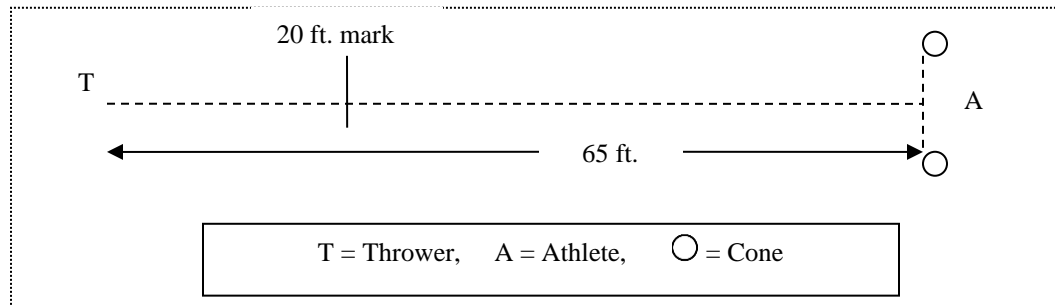 20 ft. mark
T
A
65 ft.
T = Thrower, A = Athlete, = Cone